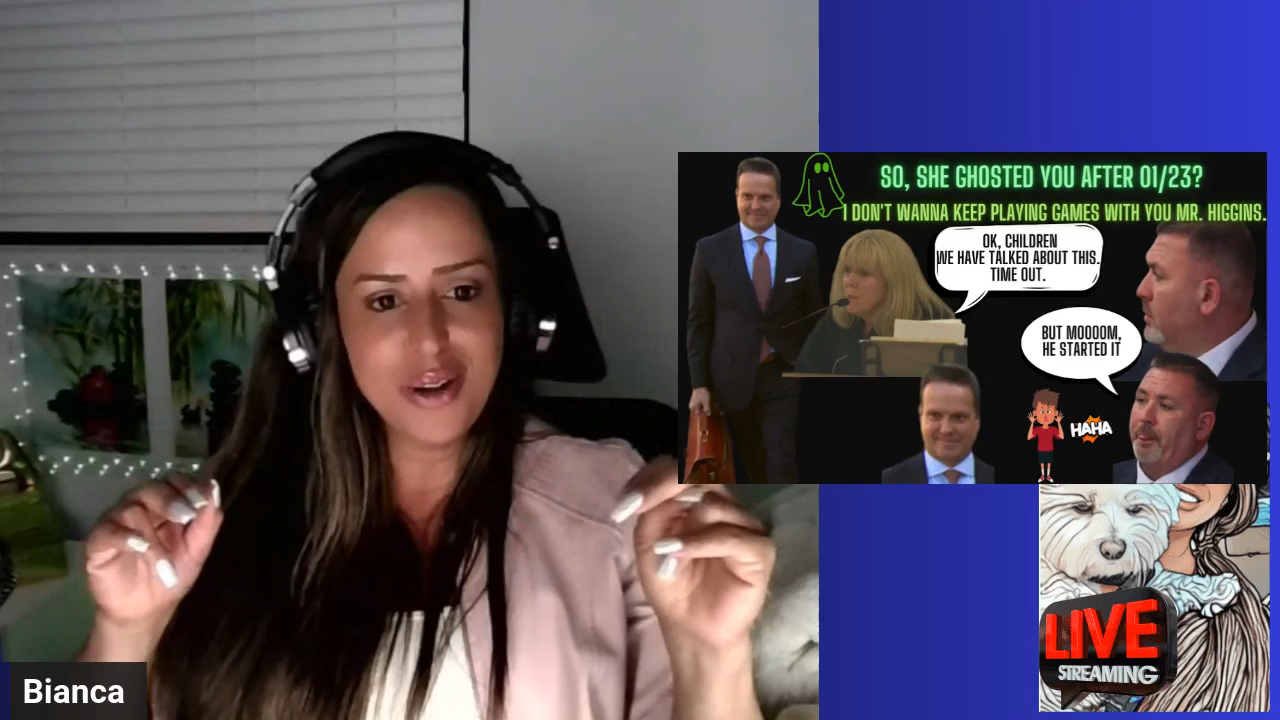 SO, SHE GHOSTED YOU AFTER 01/23?
I DON'T WANNA KEEP PLAYING GAMES WITH YOU MR. HIGGINS.
OK, CHILDREN
WE HAVE TALKED ABOUT THIS.
TIME OUT.
BUT MOOOOM,
HE STARTED IT
HAHA
LIVE
STREAMING
Bianca